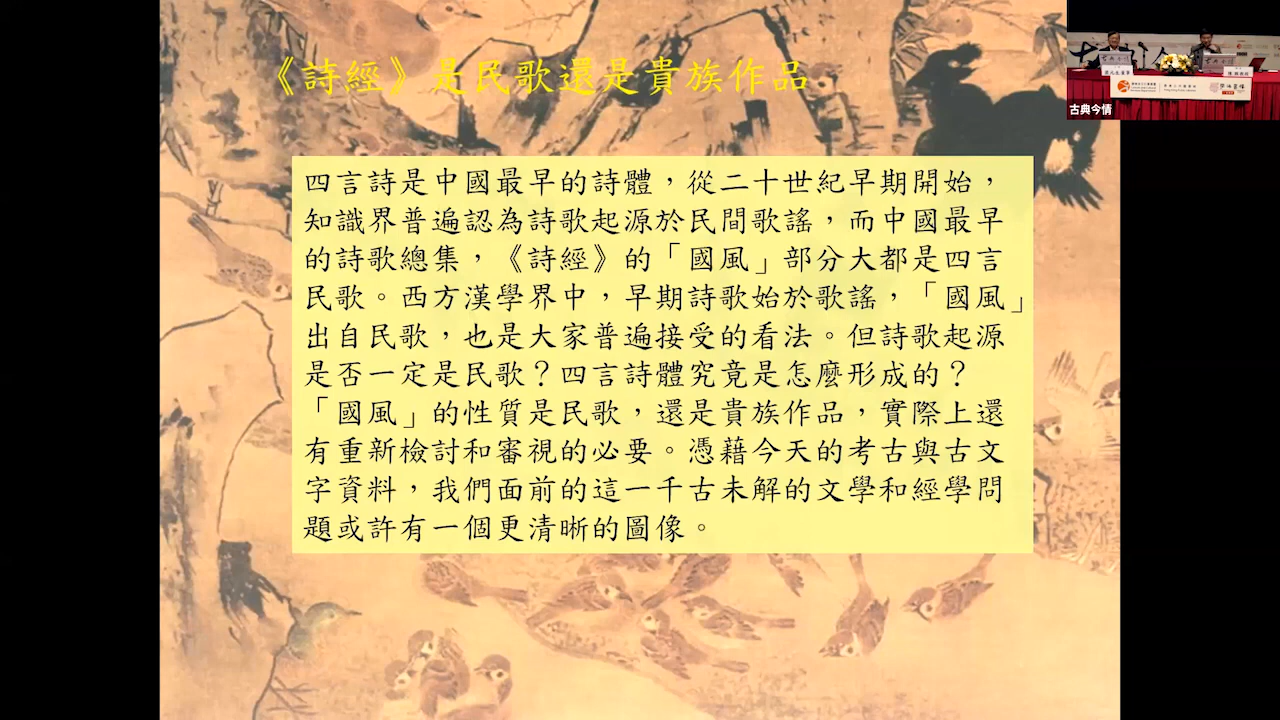 《詩經》是民歌還是貴族作品
古典今情
四言詩是中國最早的詩體，從二十世紀早期開始，
知識界普遍認為詩歌起源於民間歌謠，而中國最早
的詩歌總集，《詩經》的「國風」部分大都是四言
民歌。西方漢學界中，早期詩歌始於歌謠，「國風」
出自民歌，也是大家普遍接受的看法。但詩歌起源
是否一定是民歌？四言詩體究竟是怎麼形成的？
「國風」的性質是民歌，還是貴族作品，實際上還
有重新檢討和審視的必要。憑藉今天的考古與古文
字資料，我們面前的這一千古未解的文學和經學問
題或許有一個更清晰的圖像。